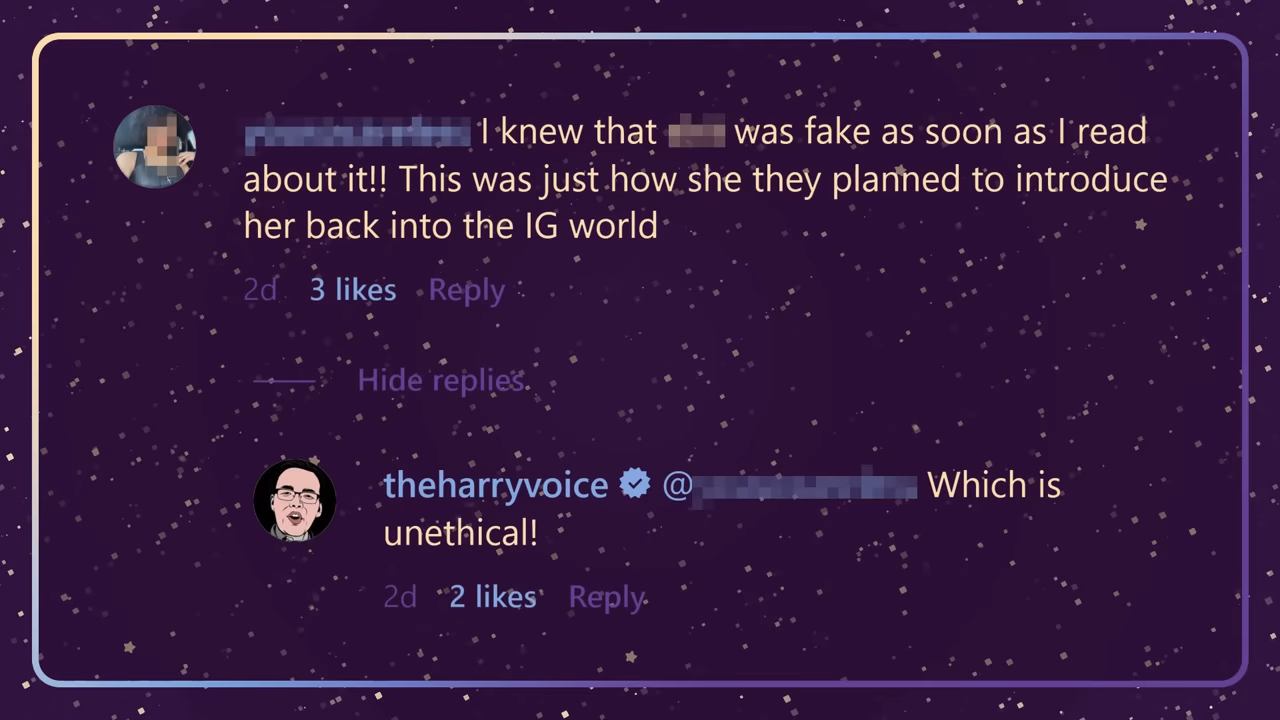 I knew that was fake as soon as I read
about it!! This was just how she they planned to introduce
her back into the IG world
2d 3 likes Reply
Hide replies
theharryvoice @ Which is
unethical!
2d 2 likes Reply